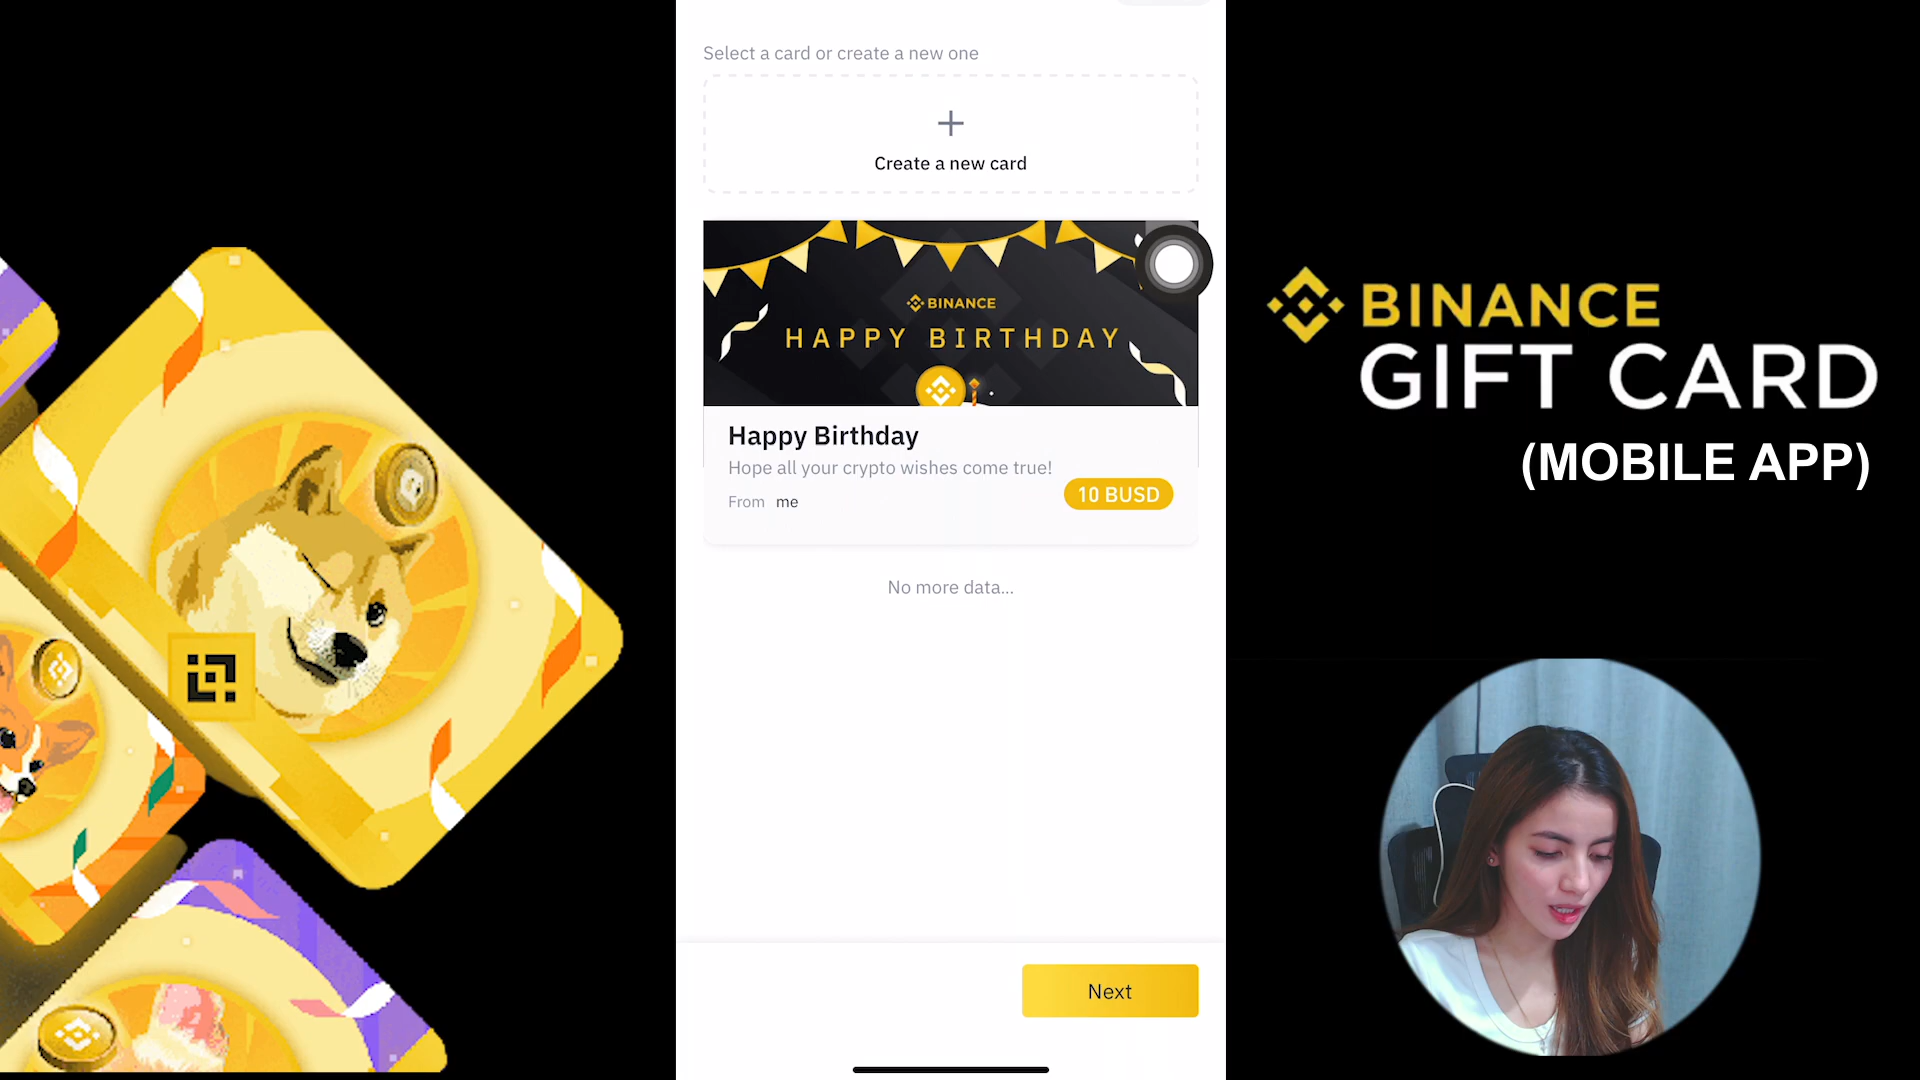 Select a card or create a new one
Create a new card
BINANCE
HAPPY BIRTHDAY
Happy Birthday
Hope all your crypto wishes come true!
From me
10 BUSD
No more data...
Next
BINANCE
GIFT CARD
(MOBILE APP)